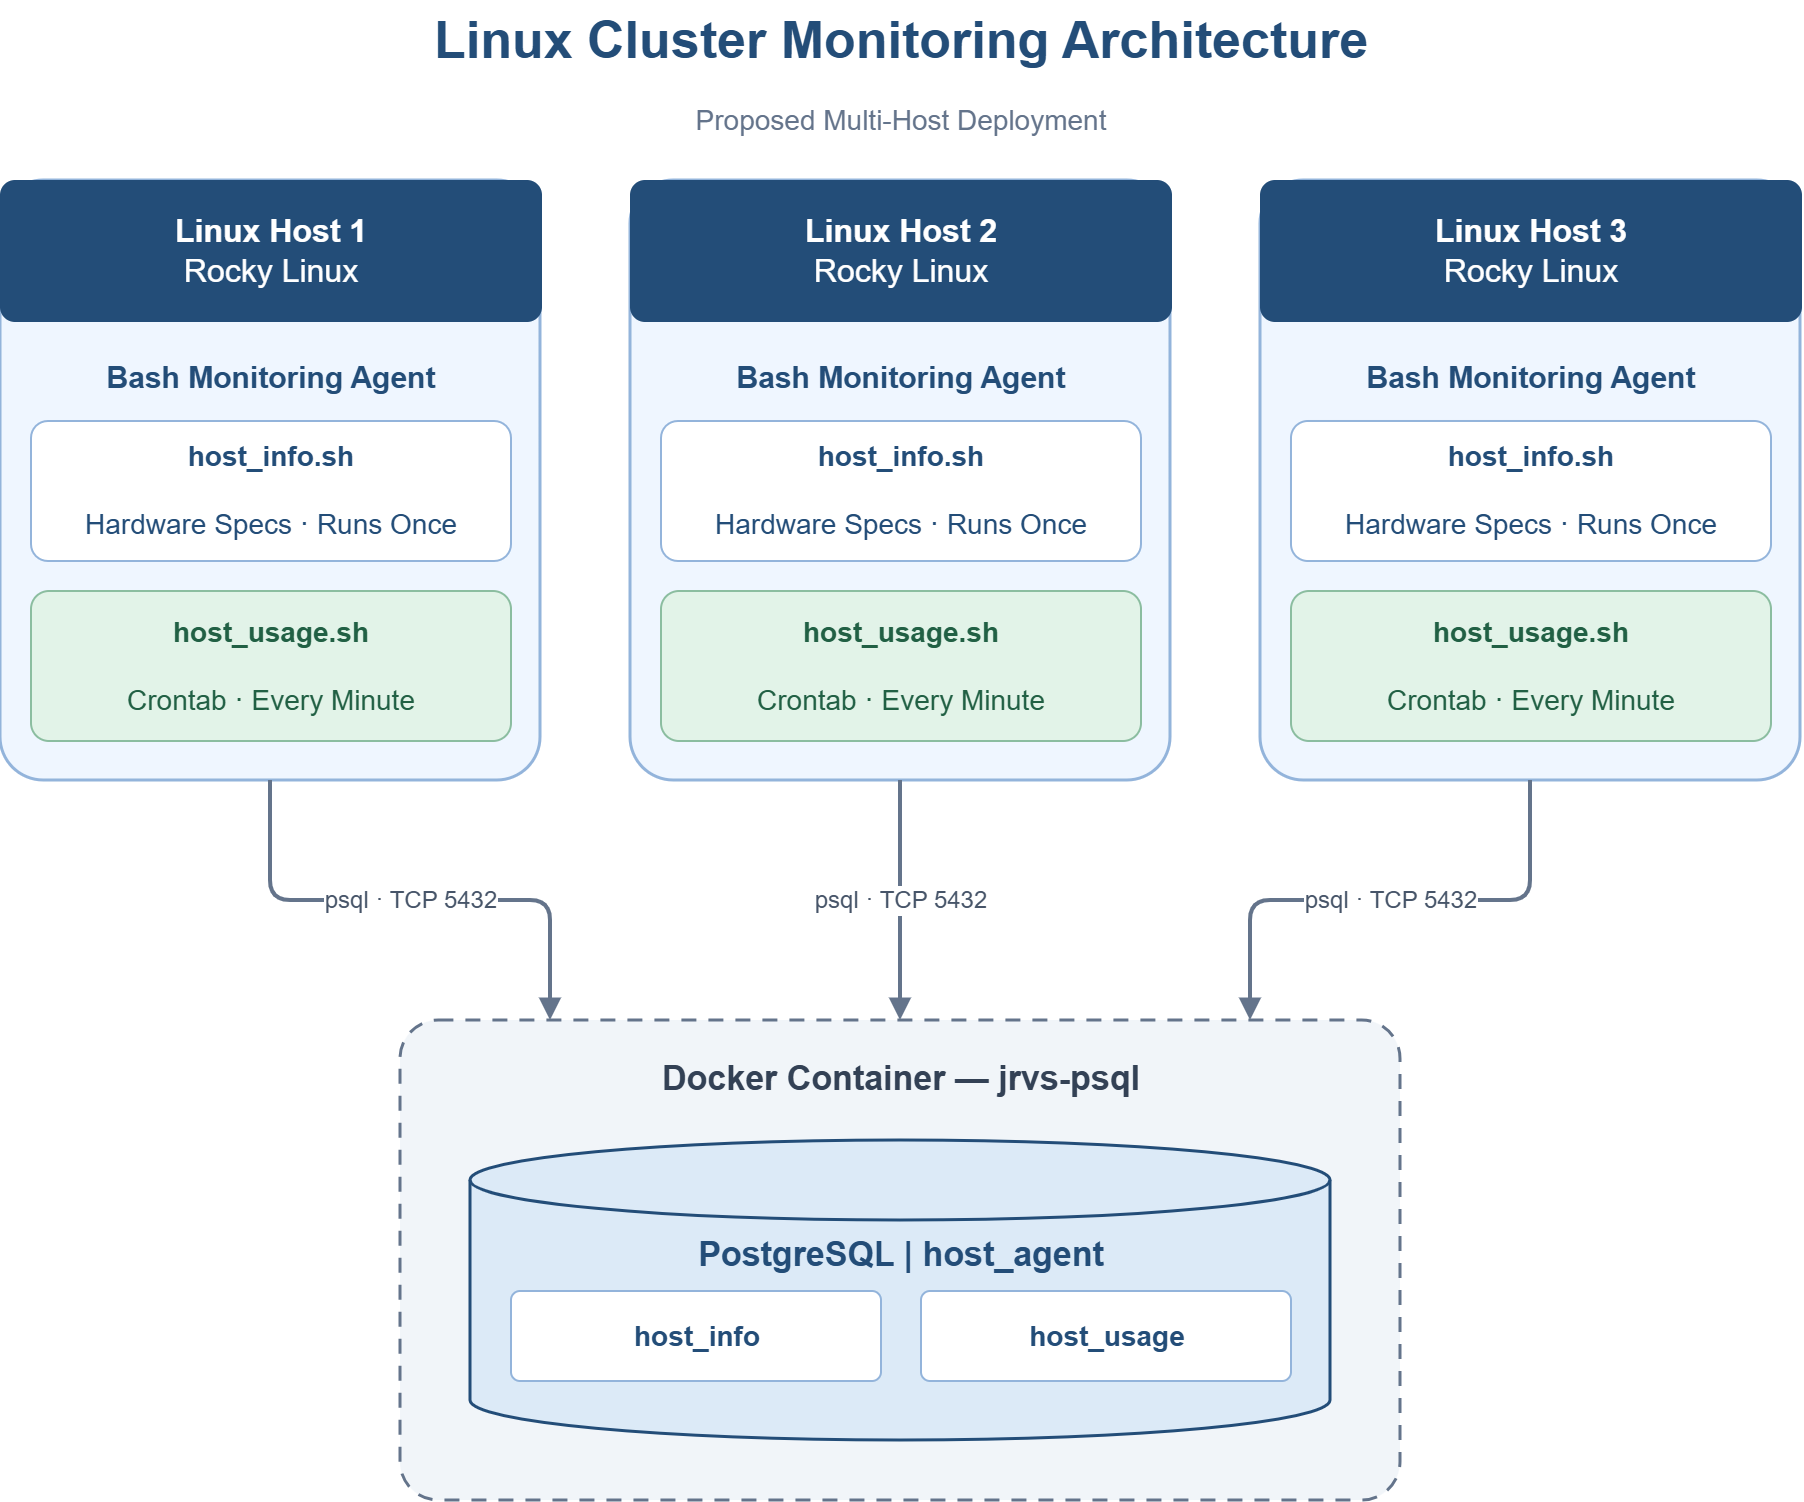 Linux Cluster Monitoring Architecture
Proposed Multi-Host Deployment
Linux Host 1
Rocky Linux
Bash Monitoring Agent
host_info.sh
Hardware Specs · Runs Once
host_usage.sh
Crontab · Every Minute
Linux Host 2
Rocky Linux
Bash Monitoring Agent
host_info.sh
Hardware Specs · Runs Once
host_usage.sh
Crontab · Every Minute
Linux Host 3
Rocky Linux
Bash Monitoring Agent
host_info.sh
Hardware Specs · Runs Once
host_usage.sh
Crontab · Every Minute
psql · TCP 5432
psql · TCP 5432
psql · TCP 5432
Docker Container — jrvs-psql
PostgreSQL | host_agent
host_info
host_usage